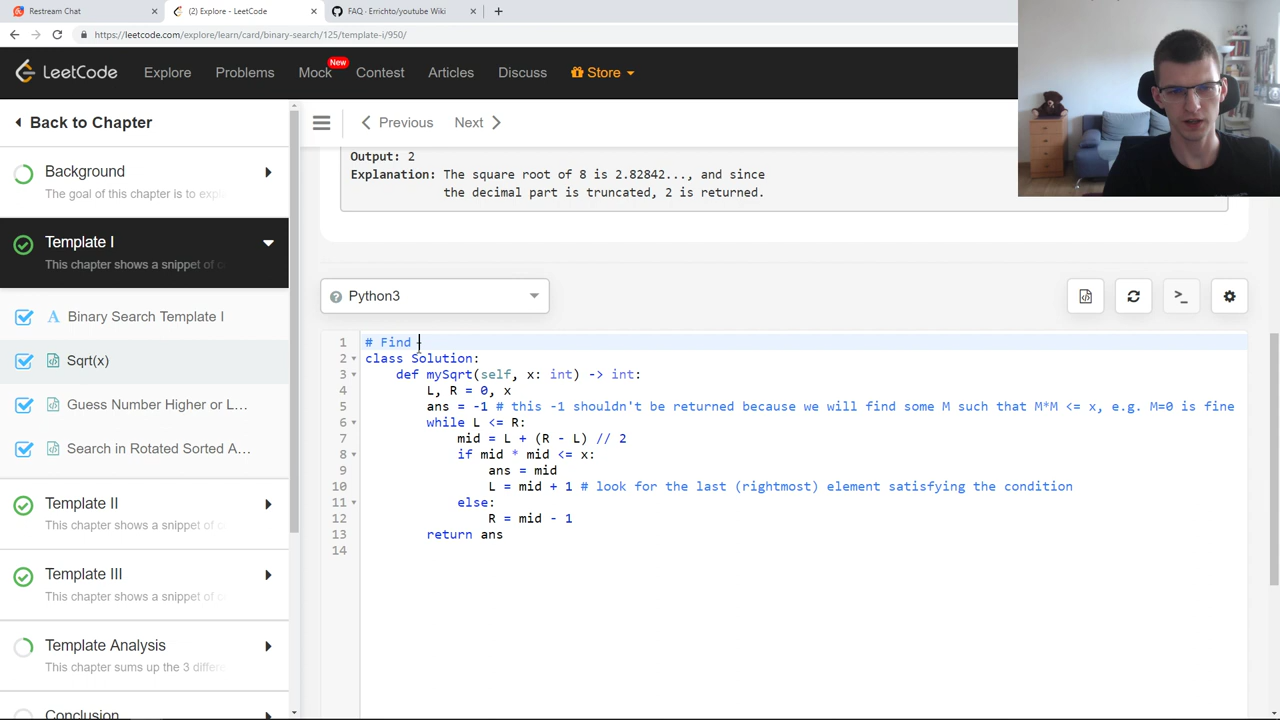 Restream Chat
(2) Explore - LeetCode
FAQ · Errichto/youtube Wiki
https://leetcode.com/explore/learn/card/binary-search/125/template-i/950/
LeetCode
Explore
Problems
Mock
New
Contest
Articles
Discuss
Store
Back to Chapter
Previous
Next
Background
The goal of this chapter is to expl
Template I
This chapter shows a snippet of c
A Binary Search Template I
Sqrt(x)
Guess Number Higher or L...
Search in Rotated Sorted A...
Template II
This chapter shows a snippet of c
Template III
This chapter shows a snippet of c
Template Analysis
This chapter sums up the 3 differe
Conclusion
Output: 2
Explanation: The square root of 8 is 2.82842..., and since
the decimal part is truncated, 2 is returned.
Python3
1 # Find
2 class Solution:
3 def mySqrt(self, x: int) -> int:
4 L, R = 0, x
5 ans = -1 # this -1 shouldn't be returned because we will find some M such that M*M <= x, e.g. M=0 is fine
6 while L <= R:
7 mid = L + (R - L) // 2
8 if mid * mid <= x:
9 ans = mid
10 L = mid + 1 # look for the last (rightmost) element satisfying the condition
11 else:
12 R = mid - 1
13 return ans
14